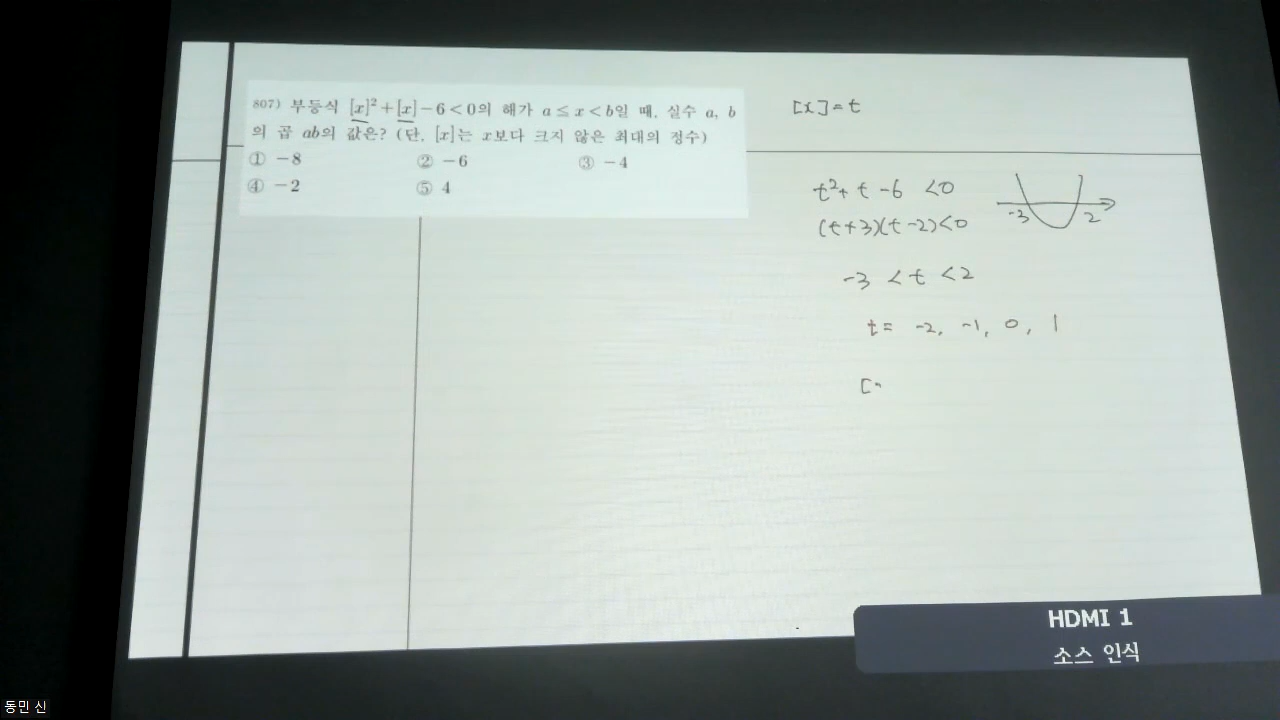 807) 부등식 [x]²+[x]−6<0의 해가 a≤x<b일 때, 실수 a, b
의 곱 ab의 값은? (단, [x]는 x보다 크지 않은 최대의 정수)
① −8 ② −6 ③ −4
④ −2 ⑤ 4
[x]=t
t²+t−6 <0
(t+3)(t−2)<0
-3 2
-3 <t <2
t= -2, -1, 0, 1
[
HDMI 1
소스 인식
동민 신